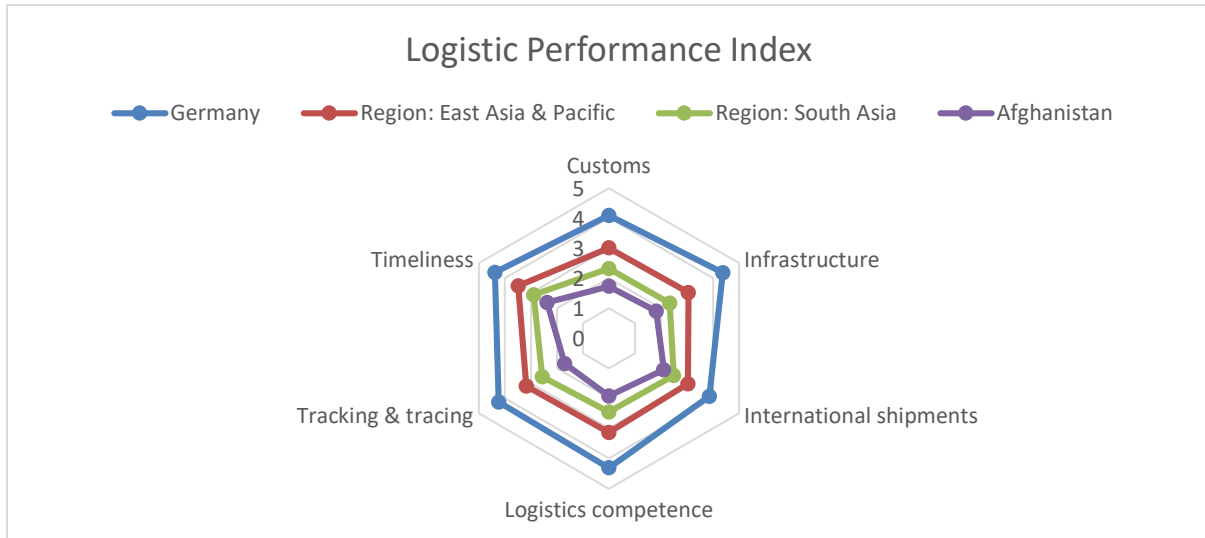 Logistic Performance Index
Germany Region: East Asia & Pacific Region: South Asia Afghanistan
Customs
5
4
3
2
1
0
Timeliness
Infrastructure
Tracking & tracing
International shipments
Logistics competence